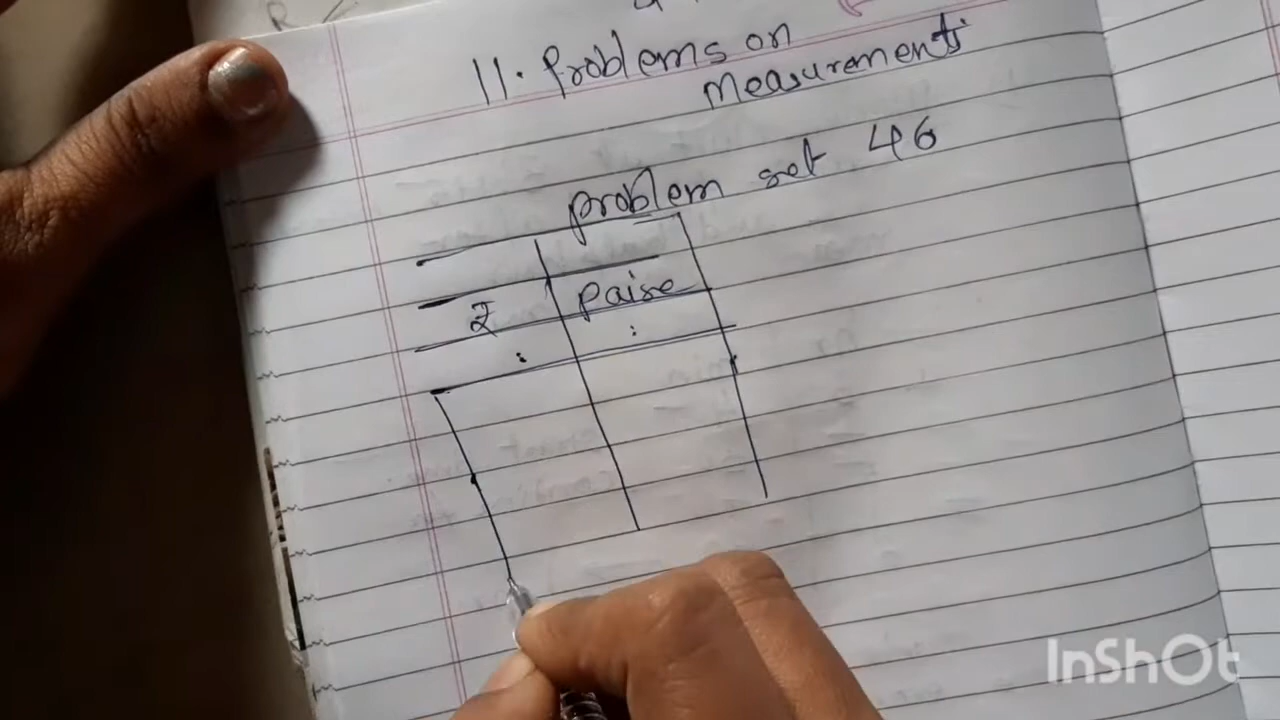 R
11. Problems on
measurements
problem set 46
₹ paise
InShOt